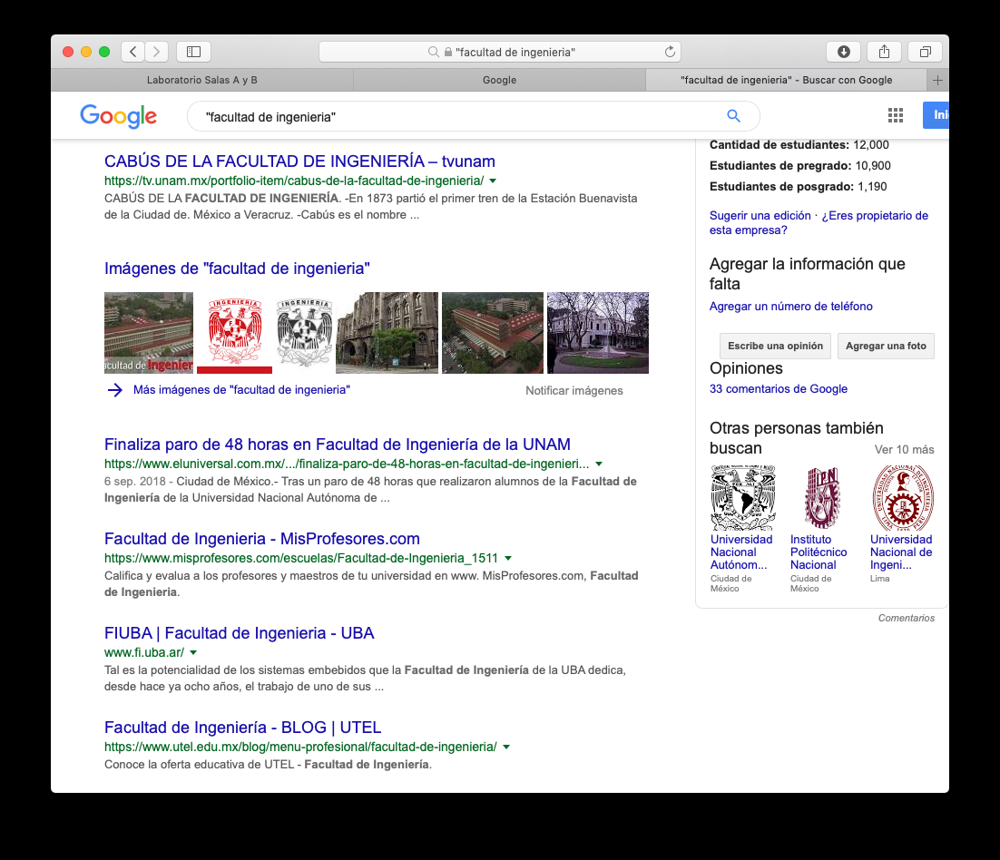 "facultad de ingenieria"
Laboratorio Salas A y B
Google
"facultad de ingenieria" - Buscar con Google
Google
"facultad de ingenieria"
Ini
CABÚS DE LA FACULTAD DE INGENIERÍA – tvunam
https://tv.unam.mx/portfolio-item/cabus-de-la-facultad-de-ingenieria/
CABÚS DE LA FACULTAD DE INGENIERÍA. -En 1873 partió el primer tren de la Estación Buenavista
de la Ciudad de. México a Veracruz. -Cabús es el nombre ...
Imágenes de "facultad de ingenieria"
acultad de Ingenier
INGENIERIA
INGENIERIA
Más imágenes de "facultad de ingenieria"
Notificar imágenes
Finaliza paro de 48 horas en Facultad de Ingeniería de la UNAM
https://www.eluniversal.com.mx/.../finaliza-paro-de-48-horas-en-facultad-de-ingenieri...
6 sep. 2018 - Ciudad de México.- Tras un paro de 48 horas que realizaron alumnos de la Facultad de
Ingeniería de la Universidad Nacional Autónoma de ...
Facultad de Ingenieria - MisProfesores.com
https://www.misprofesores.com/escuelas/Facultad-de-Ingenieria_1511
Califica y evalua a los profesores y maestros de tu universidad en www. MisProfesores.com, Facultad
de Ingenieria.
FIUBA | Facultad de Ingenieria - UBA
www.fi.uba.ar/
Tal es la potencialidad de los sistemas embebidos que la Facultad de Ingeniería de la UBA dedica,
desde hace ya ocho años, el trabajo de uno de sus ...
Facultad de Ingeniería - BLOG | UTEL
https://www.utel.edu.mx/blog/menu-profesional/facultad-de-ingenieria/
Conoce la oferta educativa de UTEL - Facultad de Ingeniería.
Cantidad de estudiantes: 12,000
Estudiantes de pregrado: 10,900
Estudiantes de posgrado: 1,190
Sugerir una edición · ¿Eres propietario de
esta empresa?
Agregar la información que
falta
Agregar un número de teléfono
Escribe una opinión
Agregar una foto
Opiniones
33 comentarios de Google
Otras personas también
buscan
Ver 10 más
Universidad
Nacional
Autónom...
Ciudad de
México
Instituto
Politécnico
Nacional
Ciudad de
México
Universidad
Nacional de
Ingeni...
Lima
Comentarios